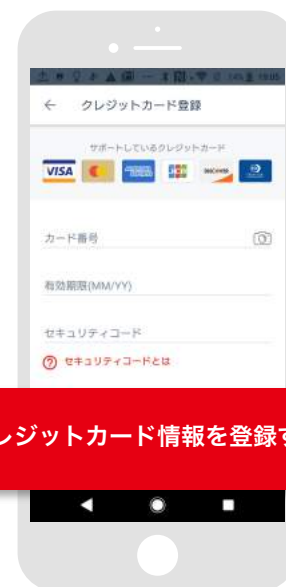 クレジットカード登録
サポートしているクレジットカード
VISA
JCB
DISCOVER
カード番号
有効期限(MM/YY)
セキュリティコード
セキュリティコードとは
レジットカード情報を登録す